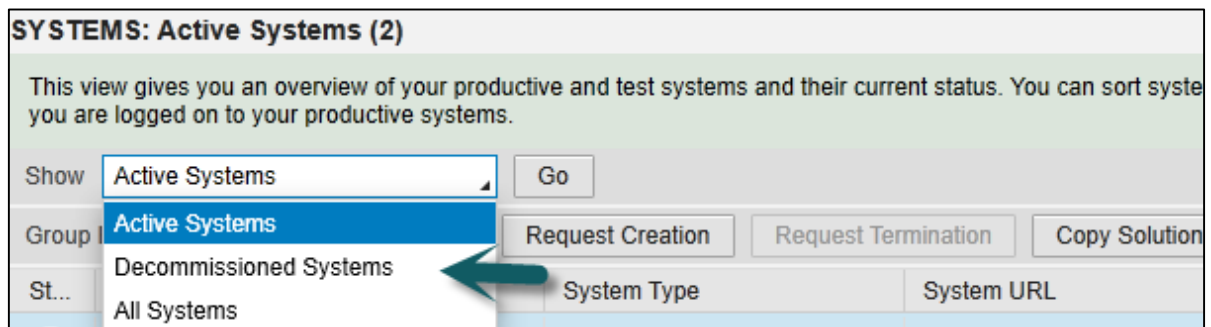 SYSTEMS: Active Systems (2)
This view gives you an overview of your productive and test systems and their current status. You can sort syste
you are logged on to your productive systems.
Show Active Systems Go
Active Systems
Group Request Creation Request Termination Copy Solution
Decommissioned Systems
St... System Type System URL
All Systems